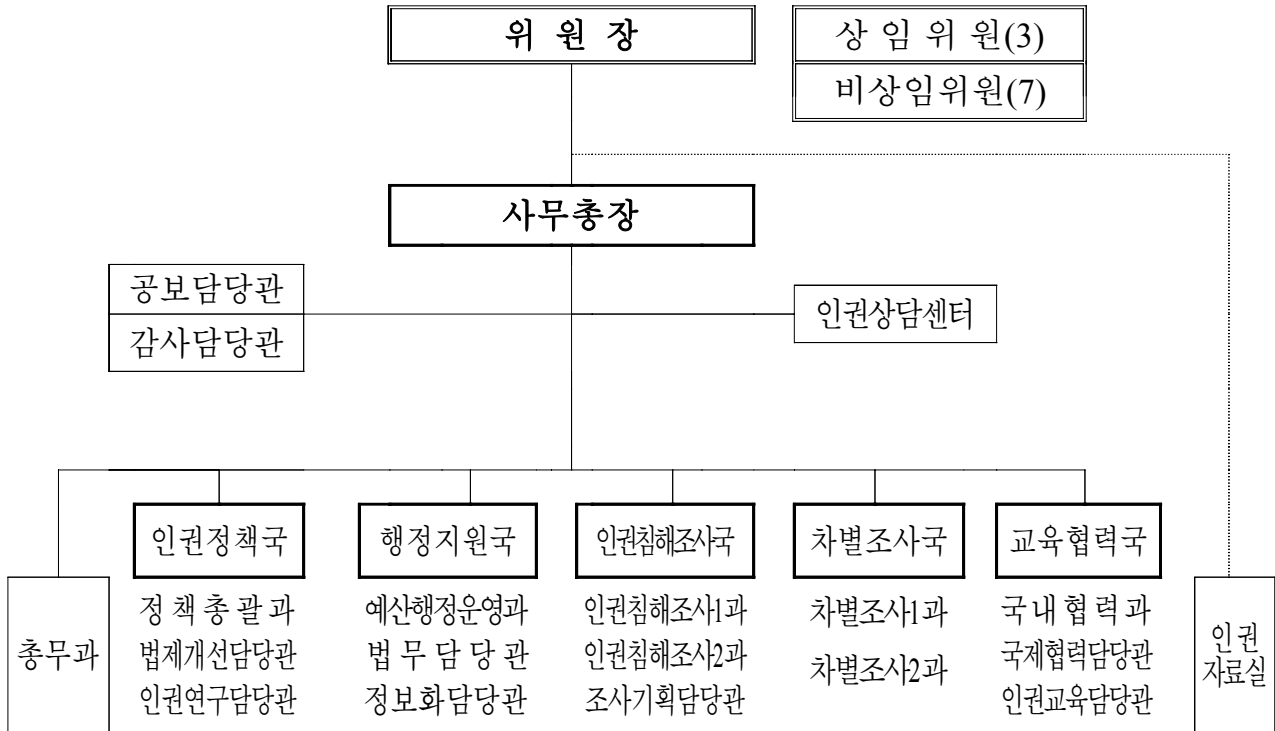 위 원 장
상 임 위 원(3)
비상임위원(7)
사무총장
공보담당관
감사담당관
인권상담센터
인권정책국
행정지원국
인권침해조사국
차별조사국
교육협력국
총무과
정 책 총 괄 과
법제개선담당관
인권연구담당관
예산행정운영과
법 무 담 당 관
정보화담당관
인권침해조사1과
인권침해조사2과
조사기획담당관
차별조사1과
차별조사2과
국 내 협 력 과
국제협력담당관
인권교육담당관
인권
자료실